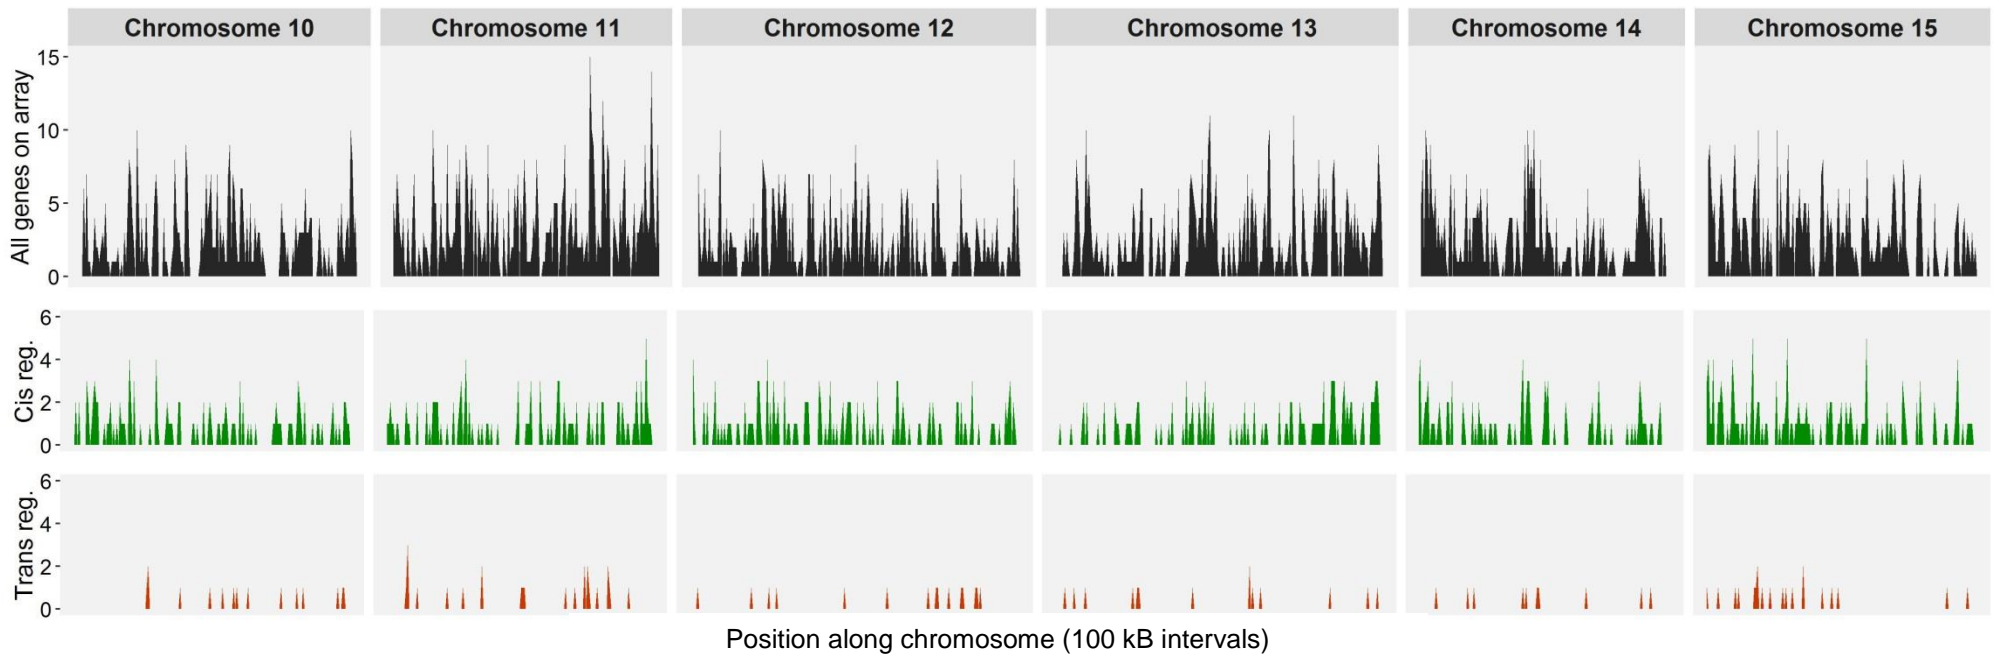 Chromosome 10 Chromosome 11 Chromosome 12 Chromosome 13 Chromosome 14 Chromosome 15
All genes on array
15
10
5
0
Cis reg.
6
4
2
0
Trans reg.
6
4
2
0
Position along chromosome (100 kB intervals)